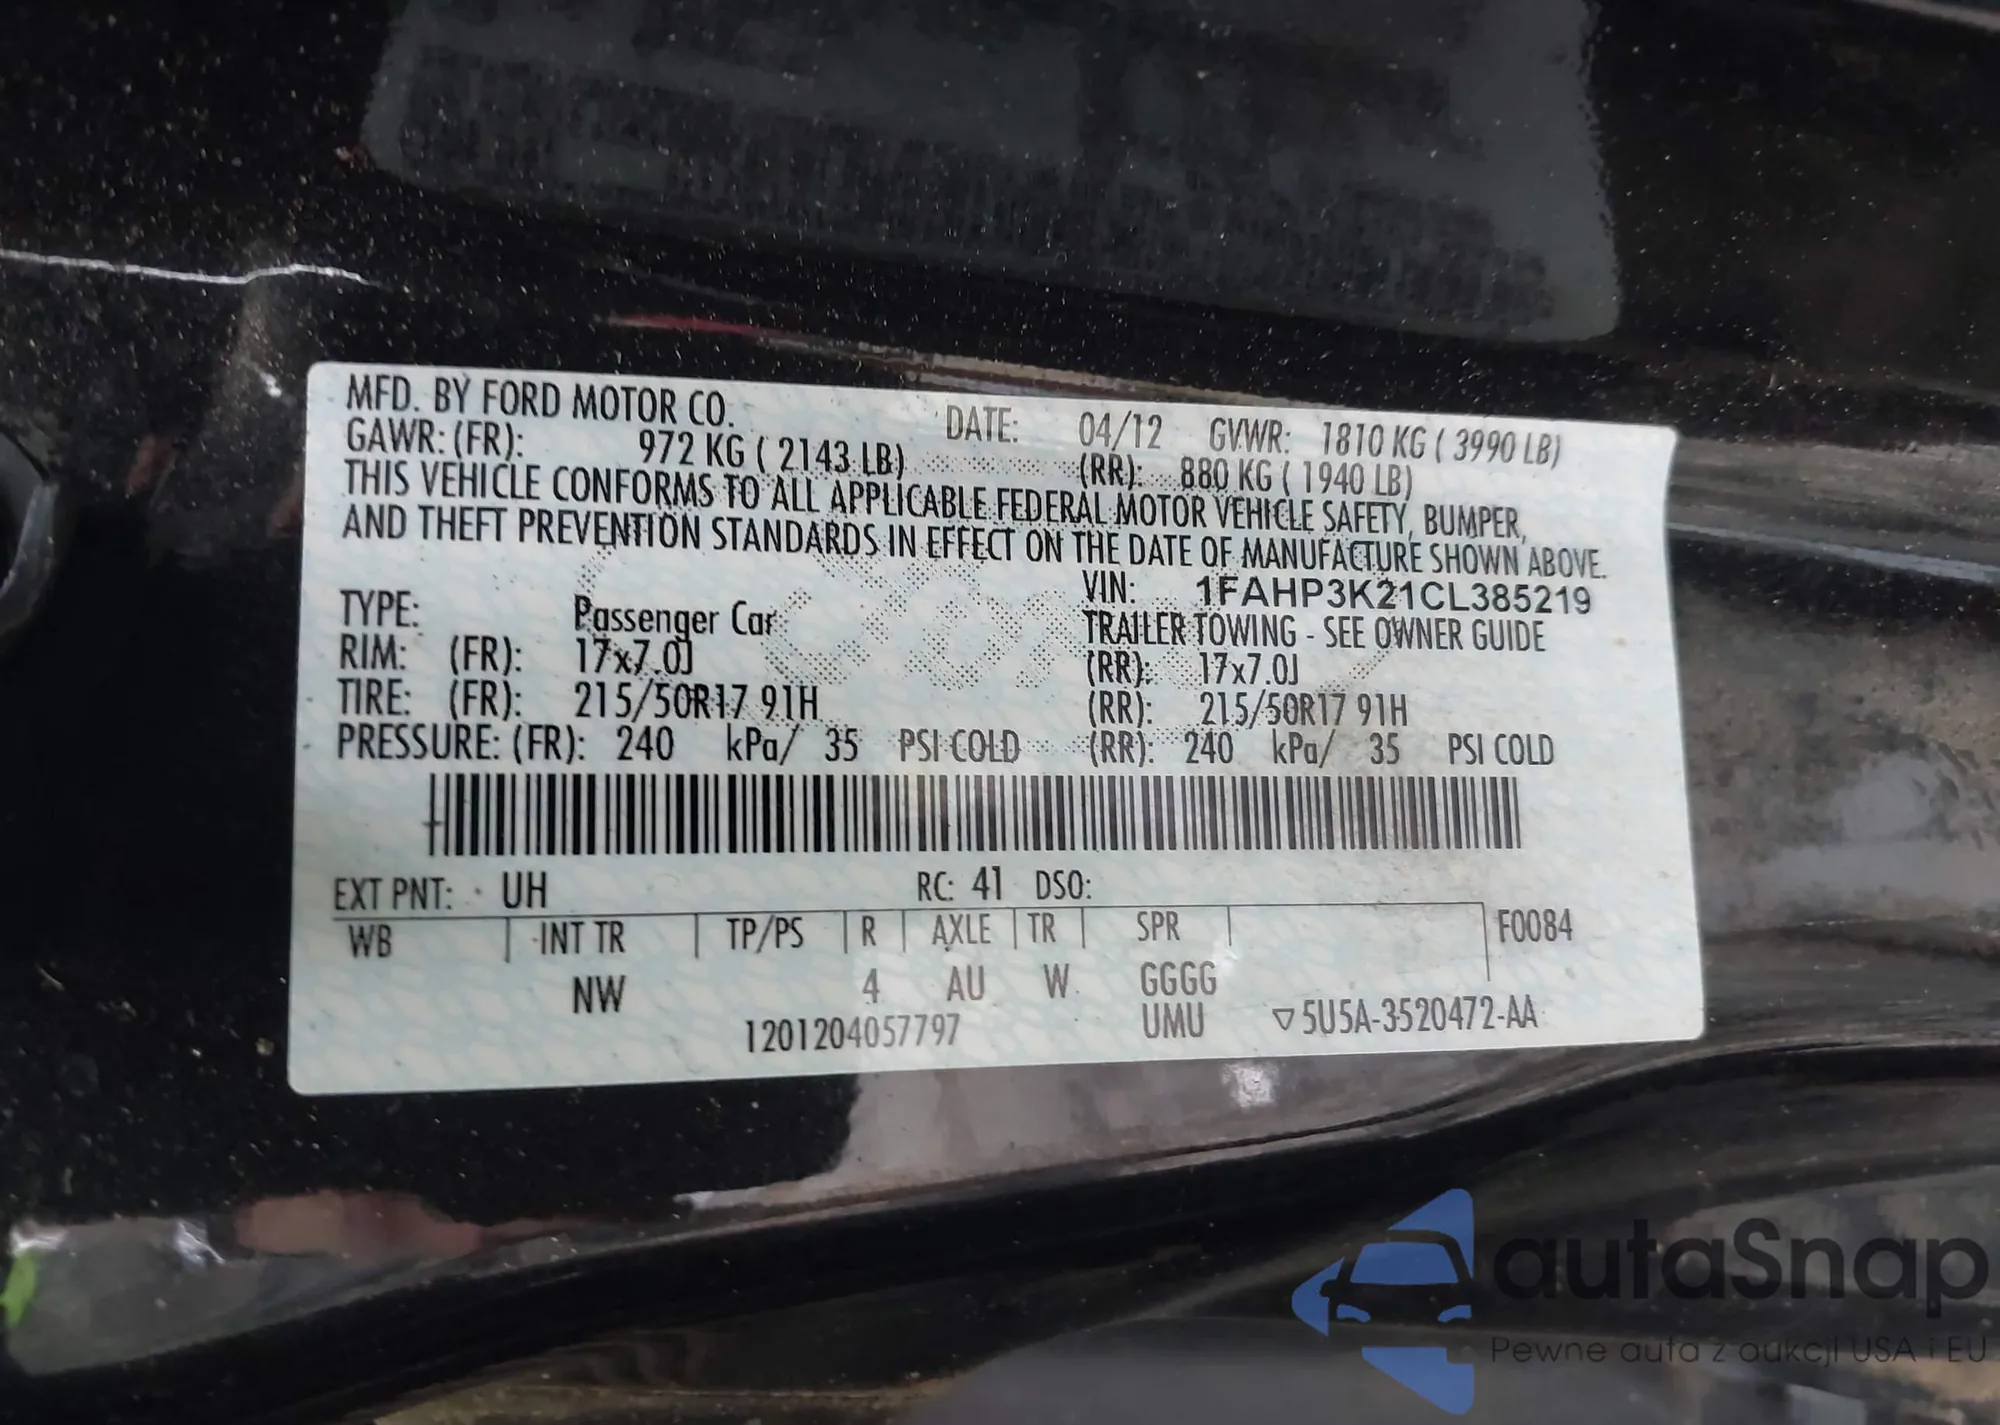 MFD. BY FORD MOTOR CO. DATE: 04/12 GVWR: 1810 KG ( 3990 LB)
GAWR: (FR): 972 KG ( 2143 LB) (RR): 880 KG ( 1940 LB)
THIS VEHICLE CONFORMS TO ALL APPLICABLE FEDERAL MOTOR VEHICLE SAFETY, BUMPER,
AND THEFT PREVENTION STANDARDS IN EFFECT ON THE DATE OF MANUFACTURE SHOWN ABOVE.
VIN: 1FAHP3K21CL385219
TYPE: Passenger Car TRAILER TOWING - SEE OWNER GUIDE
RIM: (FR): 17x7.0J (RR): 17x7.0J
TIRE: (FR): 215/50R17 91H (RR): 215/50R17 91H
PRESSURE: (FR): 240 kPa/ 35 PSI COLD (RR): 240 kPa/ 35 PSI COLD
EXT PNT: UH RC: 41 DSO:
WB INT TR TP/PS R AXLE TR SPR F0084
NW 4 AU W GGGG
1201204057797 UMU ▽5U5A-3520472-AA
autaSnap
Pewne auta z aukcji USA i EU